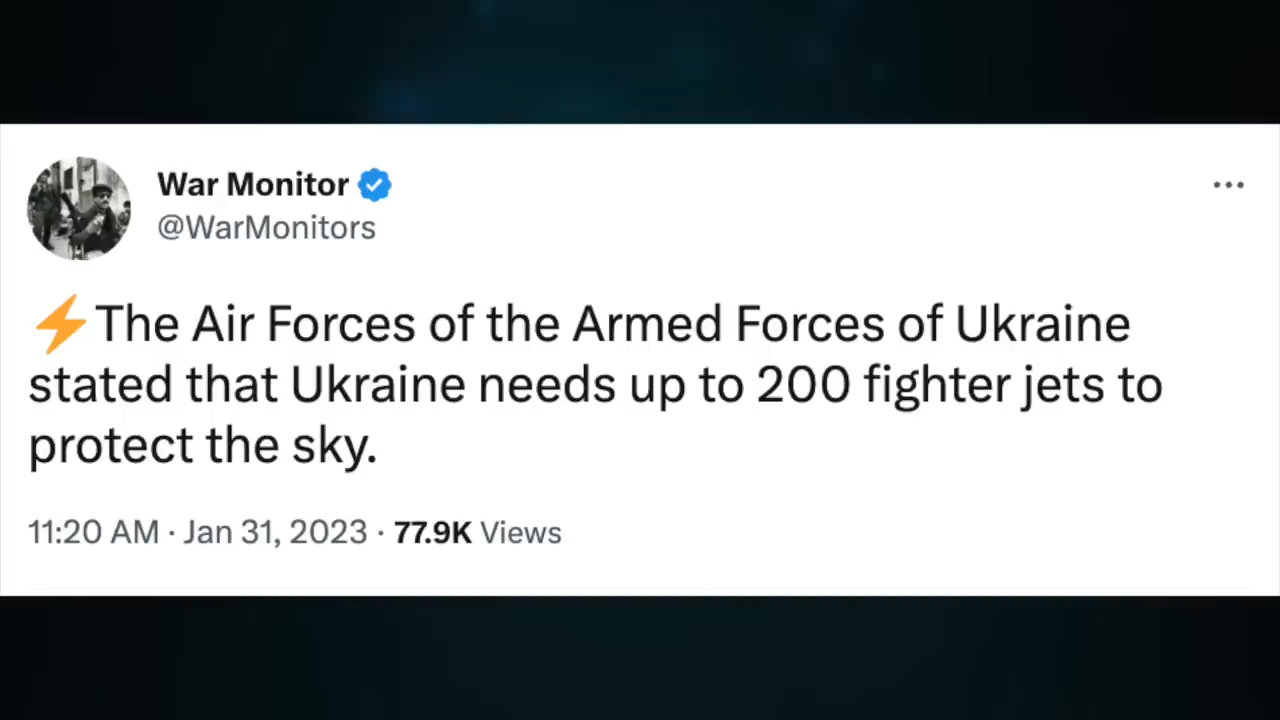 War Monitor
@WarMonitors
⚡The Air Forces of the Armed Forces of Ukraine
stated that Ukraine needs up to 200 fighter jets to
protect the sky.
11:20 AM · Jan 31, 2023 · 77.9K Views